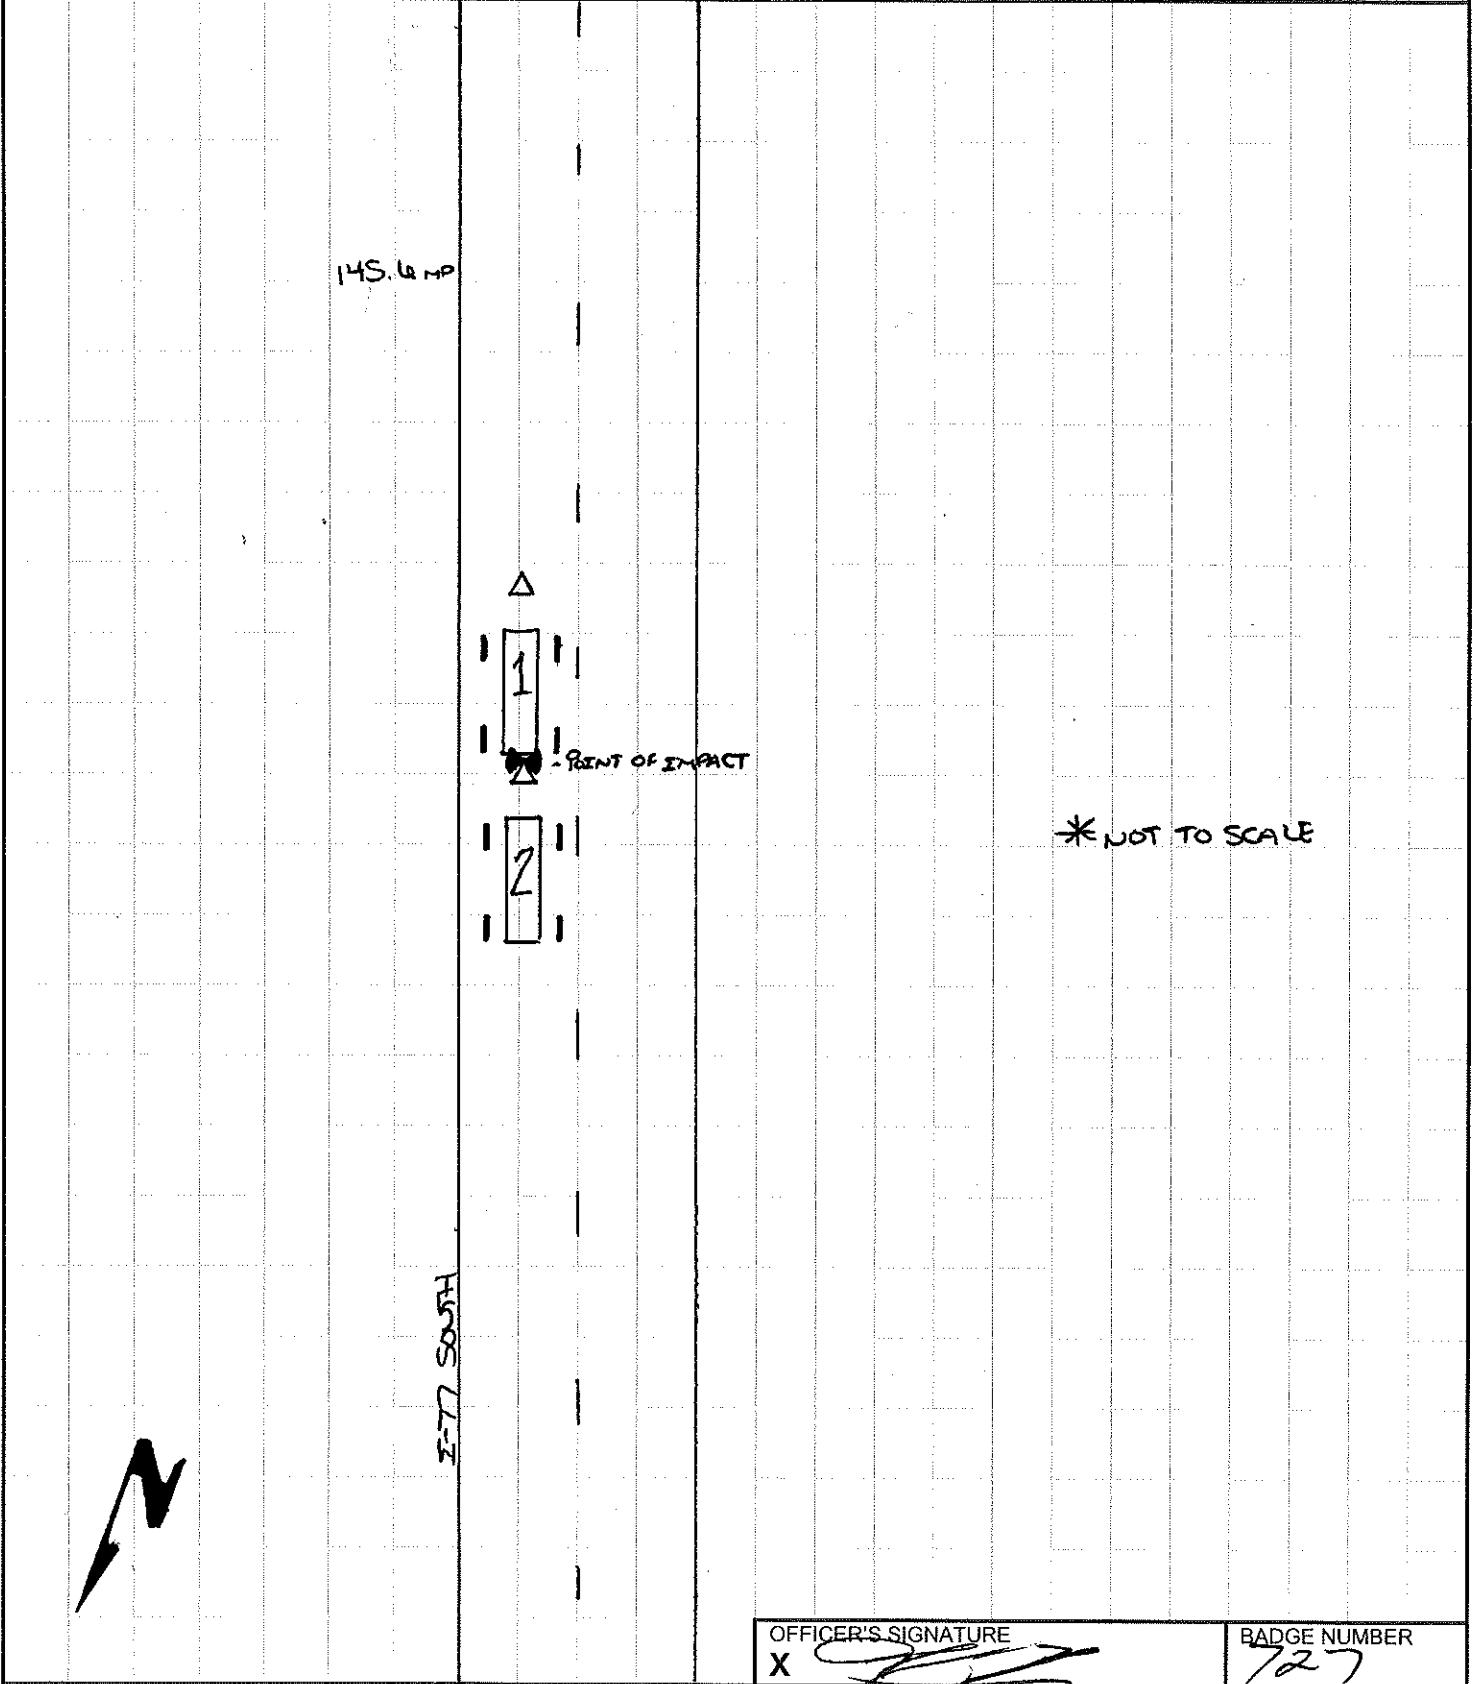 145.6 MP
1
- POINT OF IMPACT
2
* NOT TO SCALE
I-77 SOUTH
N
OFFICER'S SIGNATURE
X
BADGE NUMBER
727